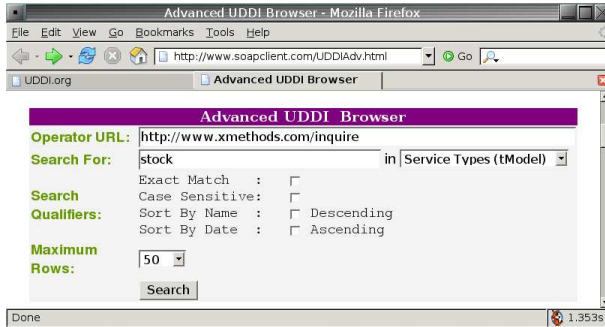 Advanced UDDI Browser - Mozilla Firefox
File Edit View Go Bookmarks Tools Help
http://www.soapclient.com/UDDIAdv.html Go
UDDI.org Advanced UDDI Browser
Advanced UDDI Browser
Operator URL: http://www.xmethods.com/inquire
Search For: stock in Service Types (tModel)
Exact Match :
Search Qualifiers: Case Sensitive:
Sort By Name : Descending
Sort By Date : Ascending
Maximum Rows: 50
Search
Done 1.353s